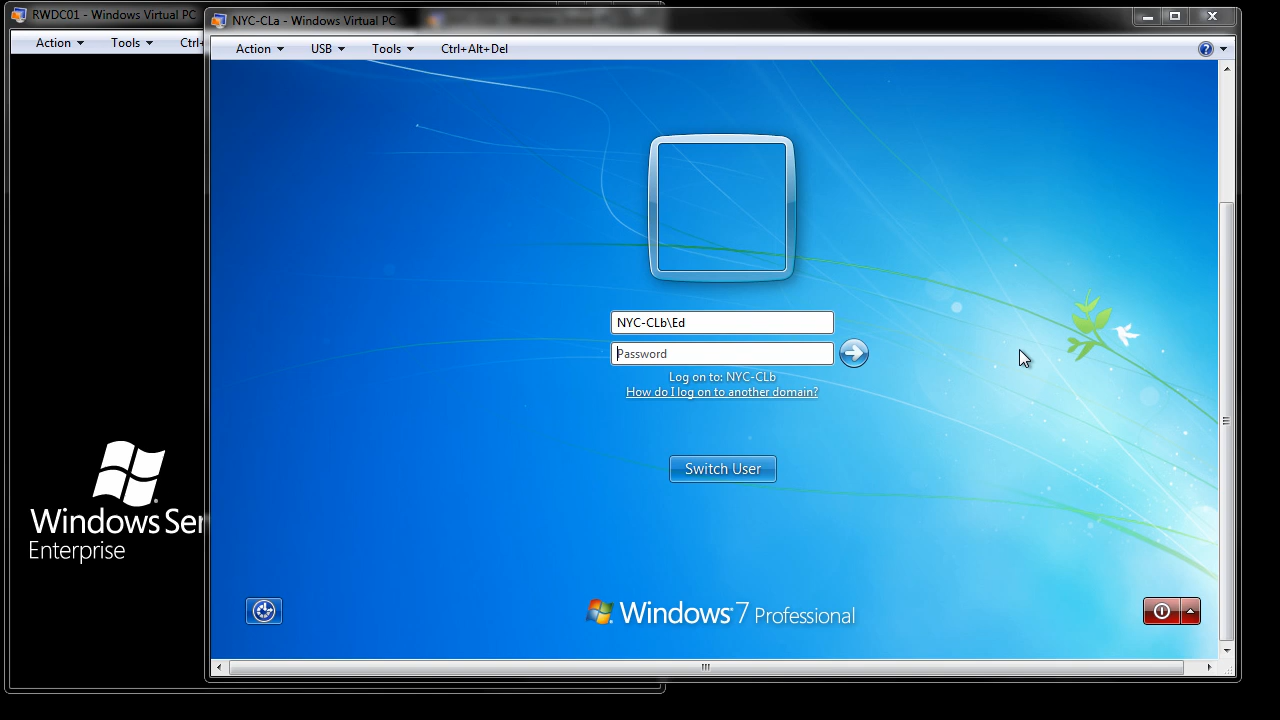 RWDC01 - Windows Virtual PC
Action Tools Ctrl+
NYC-CLa - Windows Virtual PC
Action USB Tools Ctrl+Alt+Del
NYC-CLb\Ed
Password
Log on to: NYC-CLb
How do I log on to another domain?
Switch User
Windows Ser
Enterprise
Windows 7 Professional